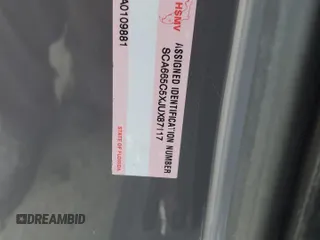 HSMV
ASSIGNED IDENTIFICATION NUMBER
SCA665C5XJUX87117
A0109881
STATE OF FLORIDA
DREAMBID